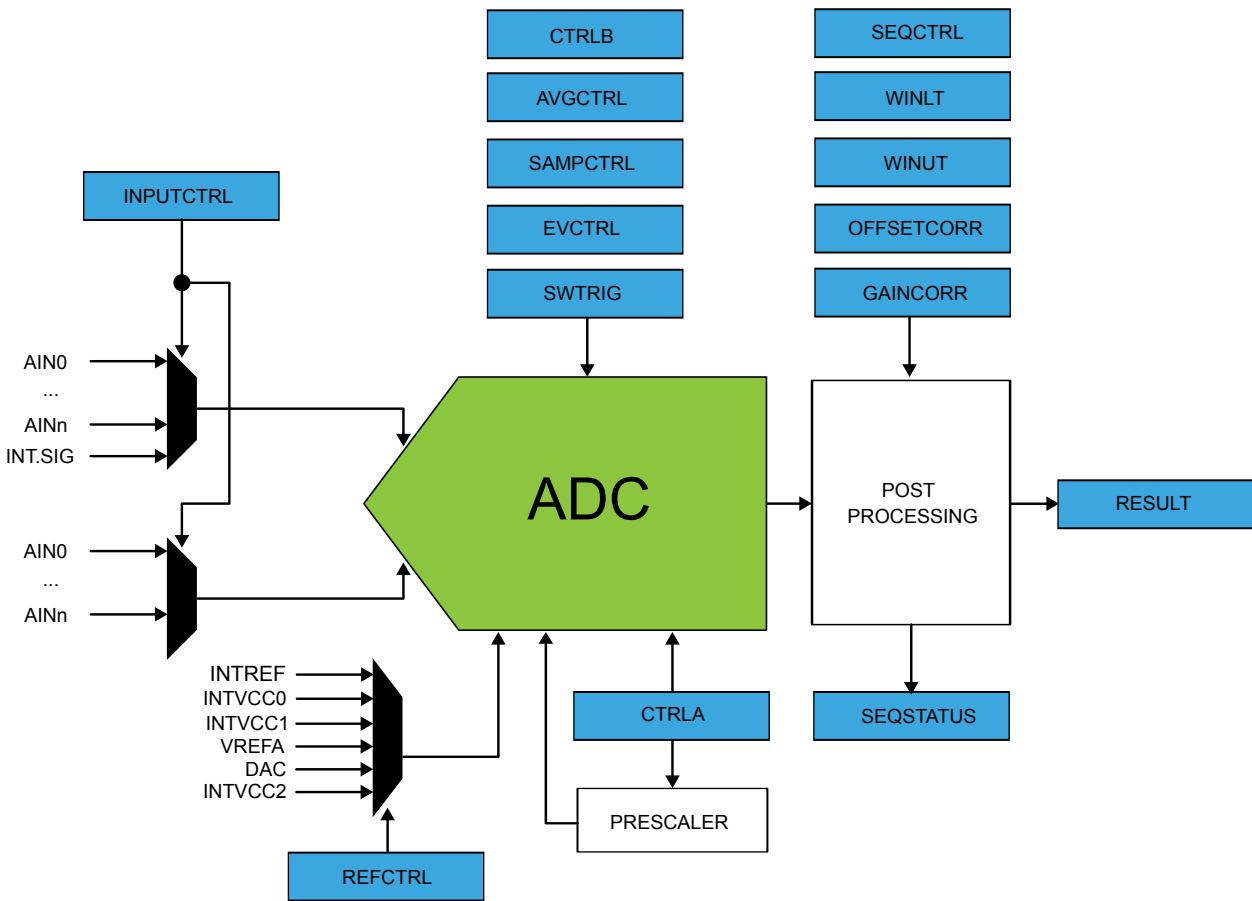 CTRLB
SEQCTRL
AVGCTRL
WINLT
SAMPCTRL
WINUT
INPUTCTRL
EVCTRL
OFFSETCORR
SWTRIG
GAINCORR
AIN0
...
AINn
INT.SIG
ADC
POST
PROCESSING
RESULT
AIN0
...
AINn
INTREF
INTVCC0
INTVCC1
VREFA
DAC
INTVCC2
CTRLA
SEQSTATUS
PRESCALER
REFCTRL